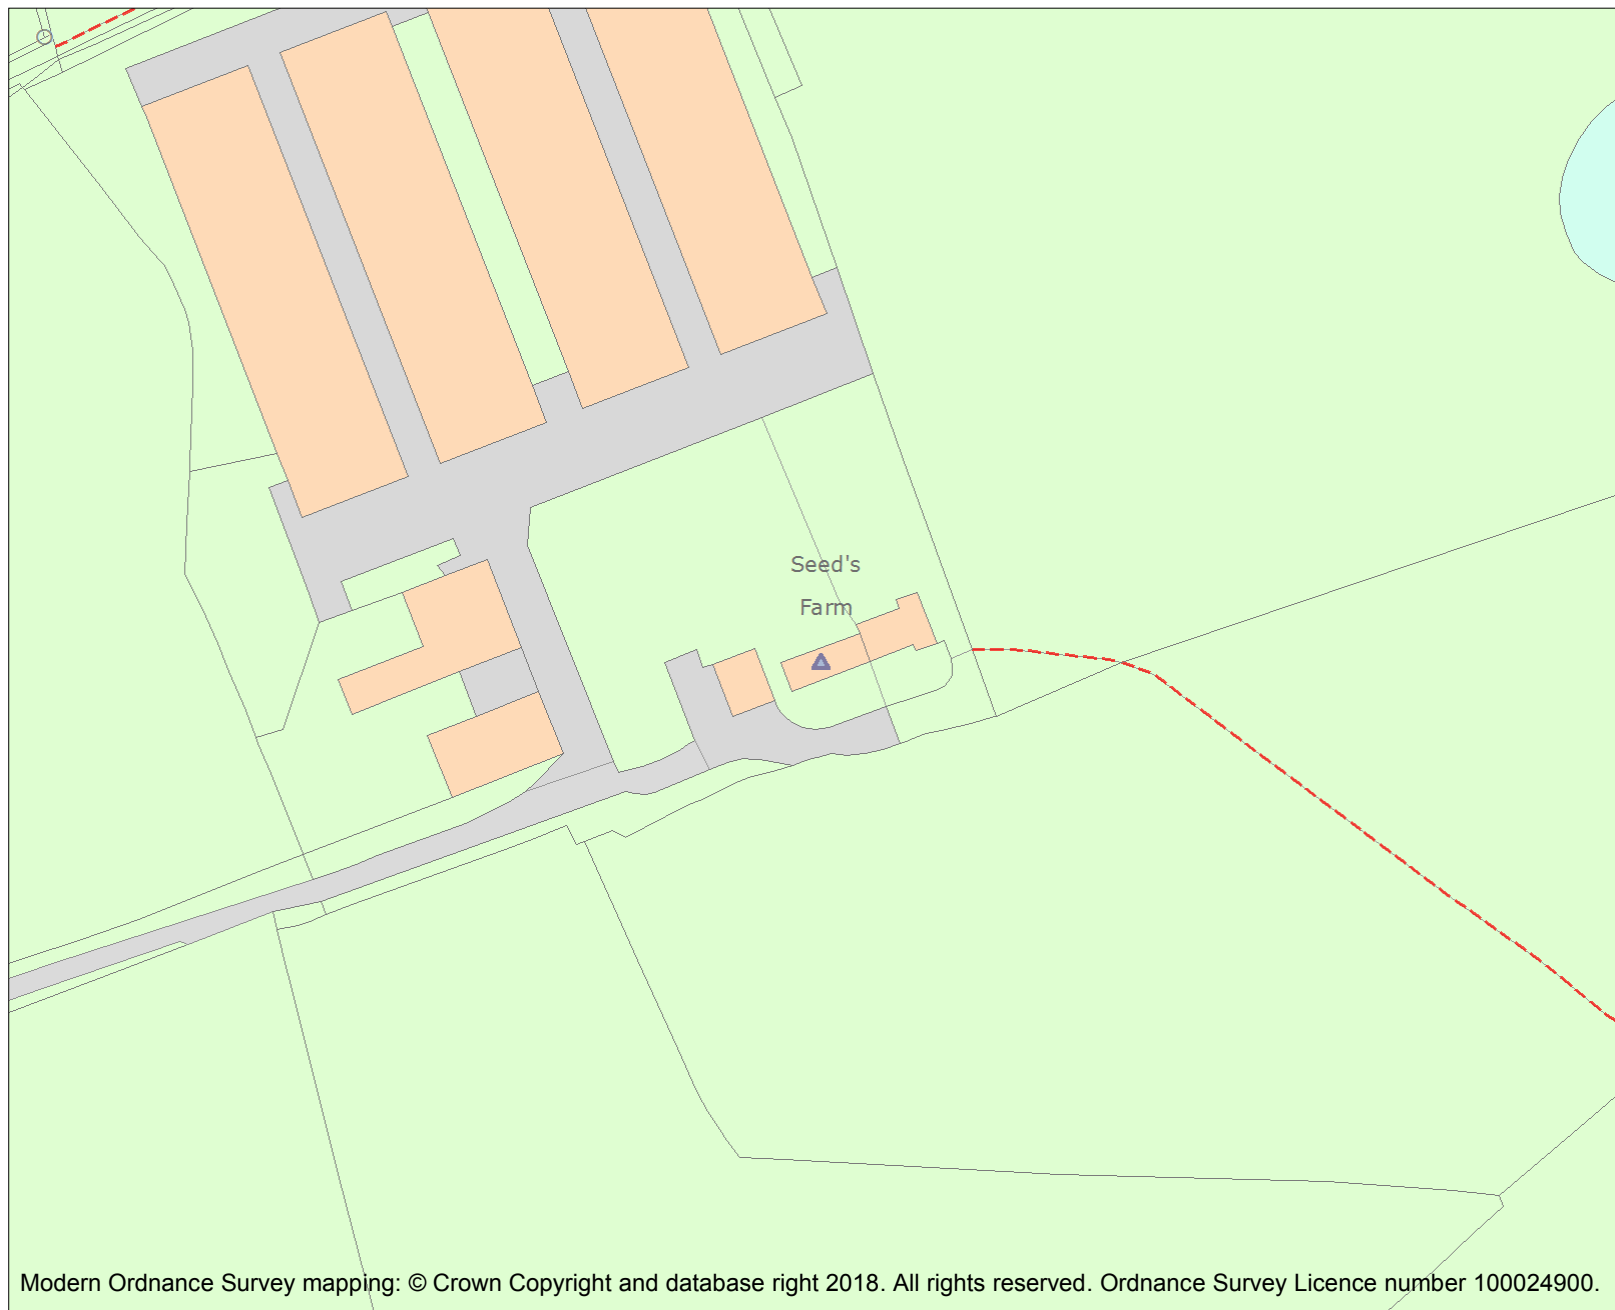 Seed's
Farm
Modern Ordnance Survey mapping: © Crown Copyright and database right 2018. All rights reserved. Ordnance Survey Licence number 100024900.